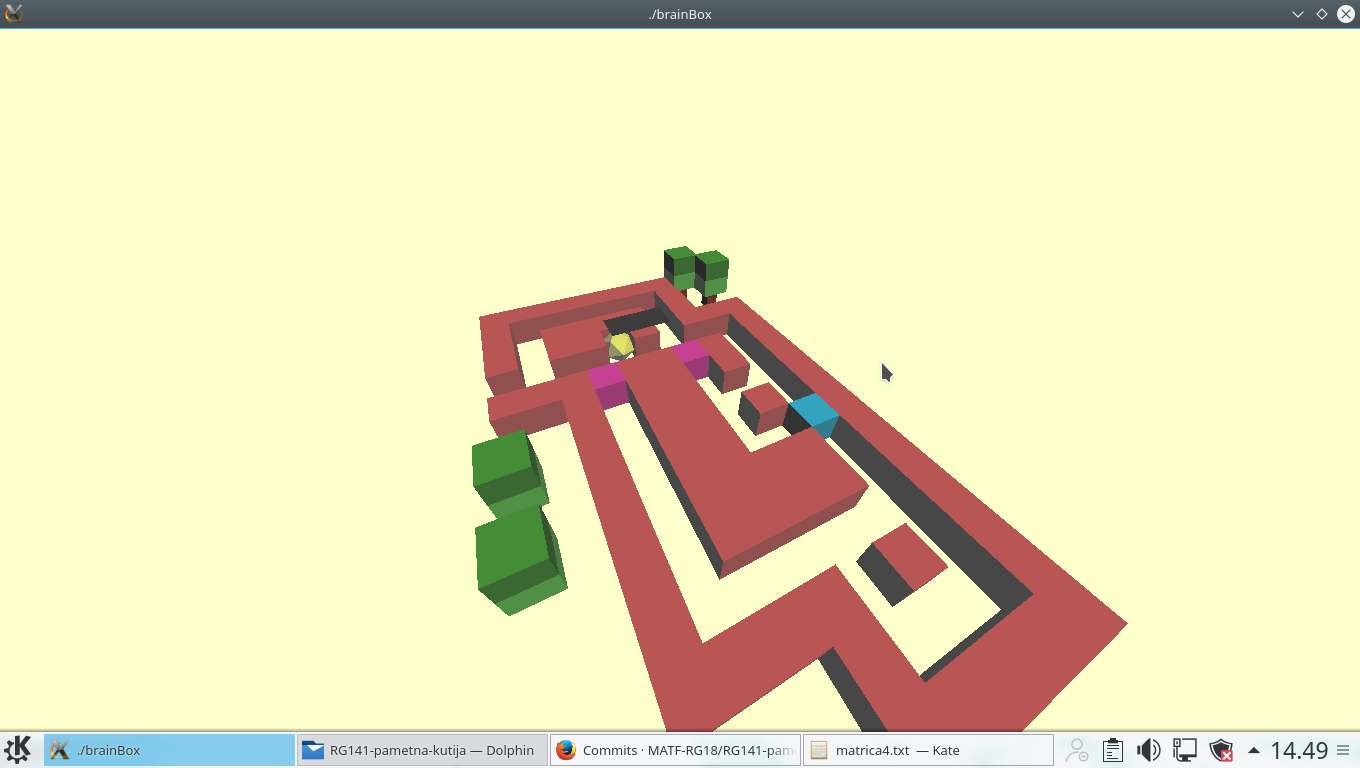 ./brainBox
./brainBox
RG141-pametna-kutija — Dolphin
Commits · MATF-RG18/RG141-pam
matrica4.txt — Kate
14.49